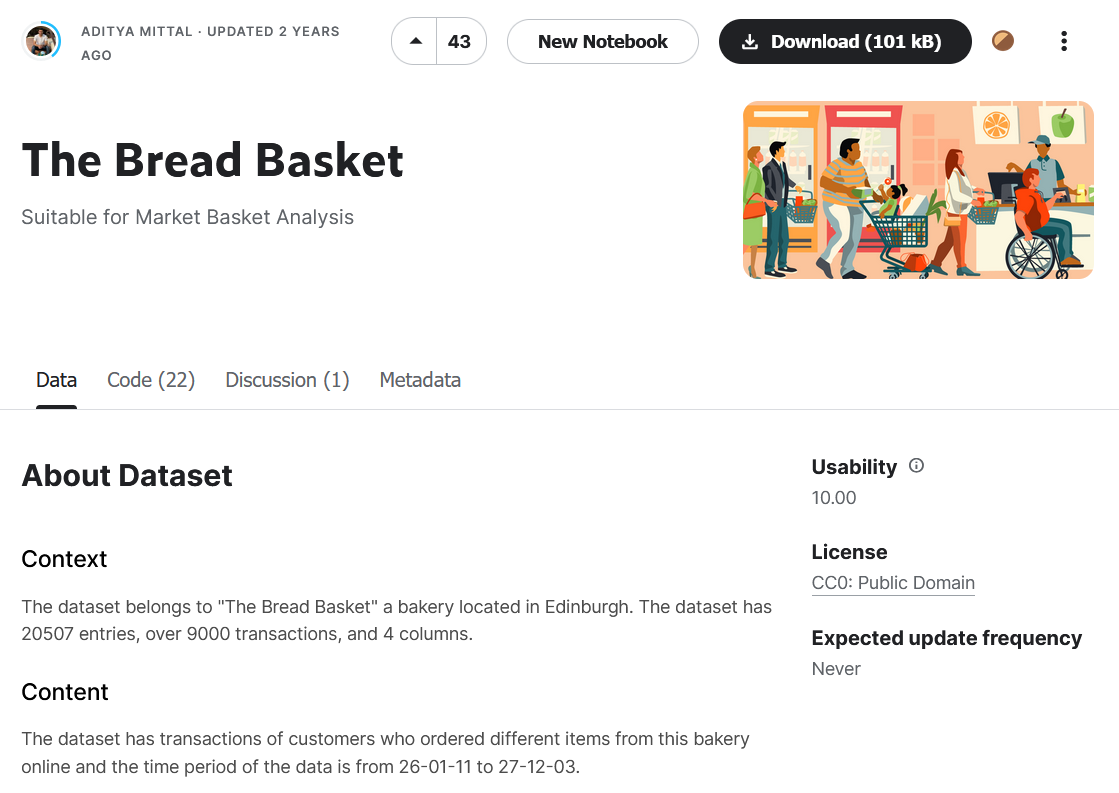 ADITYA MITTAL · UPDATED 2 YEARS
AGO
43
New Notebook
Download (101 kB)
The Bread Basket
Suitable for Market Basket Analysis
Data
Code (22)
Discussion (1)
Metadata
About Dataset
Context
The dataset belongs to "The Bread Basket" a bakery located in Edinburgh. The dataset has
20507 entries, over 9000 transactions, and 4 columns.
Content
The dataset has transactions of customers who ordered different items from this bakery
online and the time period of the data is from 26-01-11 to 27-12-03.
Usability
10.00
License
CC0: Public Domain
Expected update frequency
Never